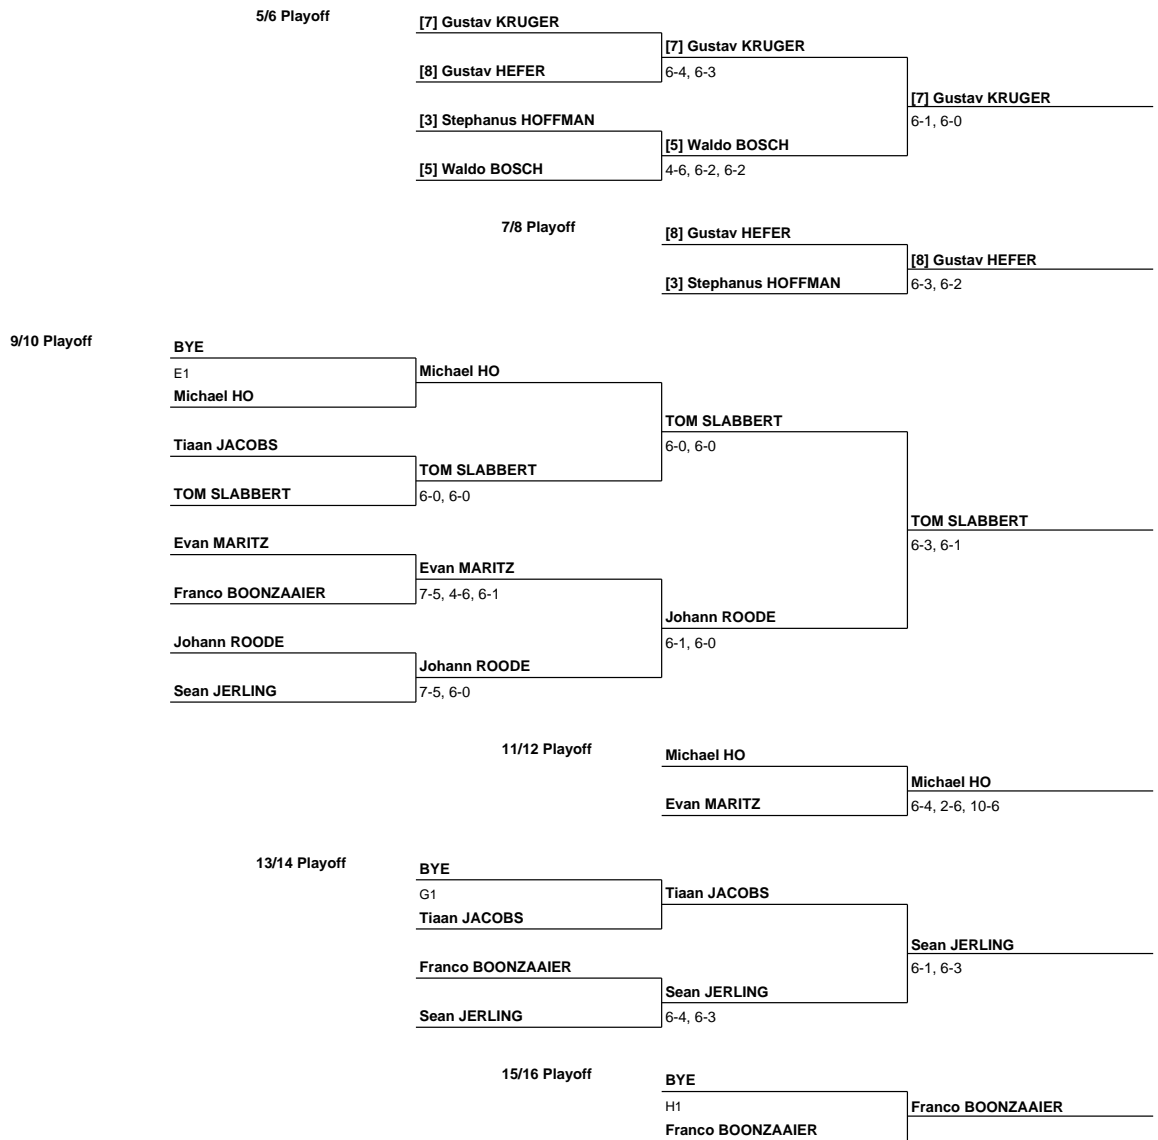 5/6 Playoff
[7] Gustav KRUGER
[7] Gustav KRUGER
[8] Gustav HEFER
6-4, 6-3
[7] Gustav KRUGER
[3] Stephanus HOFFMAN
6-1, 6-0
[5] Waldo BOSCH
[5] Waldo BOSCH
4-6, 6-2, 6-2
7/8 Playoff
[8] Gustav HEFER
[8] Gustav HEFER
[3] Stephanus HOFFMAN
6-3, 6-2
9/10 Playoff
BYE
E1
Michael HO
Michael HO
TOM SLABBERT
Tiaan JACOBS
6-0, 6-0
TOM SLABBERT
TOM SLABBERT
6-0, 6-0
TOM SLABBERT
Evan MARITZ
6-3, 6-1
Evan MARITZ
Franco BOONZAAIER
7-5, 4-6, 6-1
Johann ROODE
Johann ROODE
6-1, 6-0
Johann ROODE
Sean JERLING
7-5, 6-0
11/12 Playoff
Michael HO
Michael HO
Evan MARITZ
6-4, 2-6, 10-6
13/14 Playoff
BYE
G1
Tiaan JACOBS
Tiaan JACOBS
Sean JERLING
Franco BOONZAAIER
6-1, 6-3
Sean JERLING
Sean JERLING
6-4, 6-3
15/16 Playoff
BYE
H1
Franco BOONZAAIER
Franco BOONZAAIER